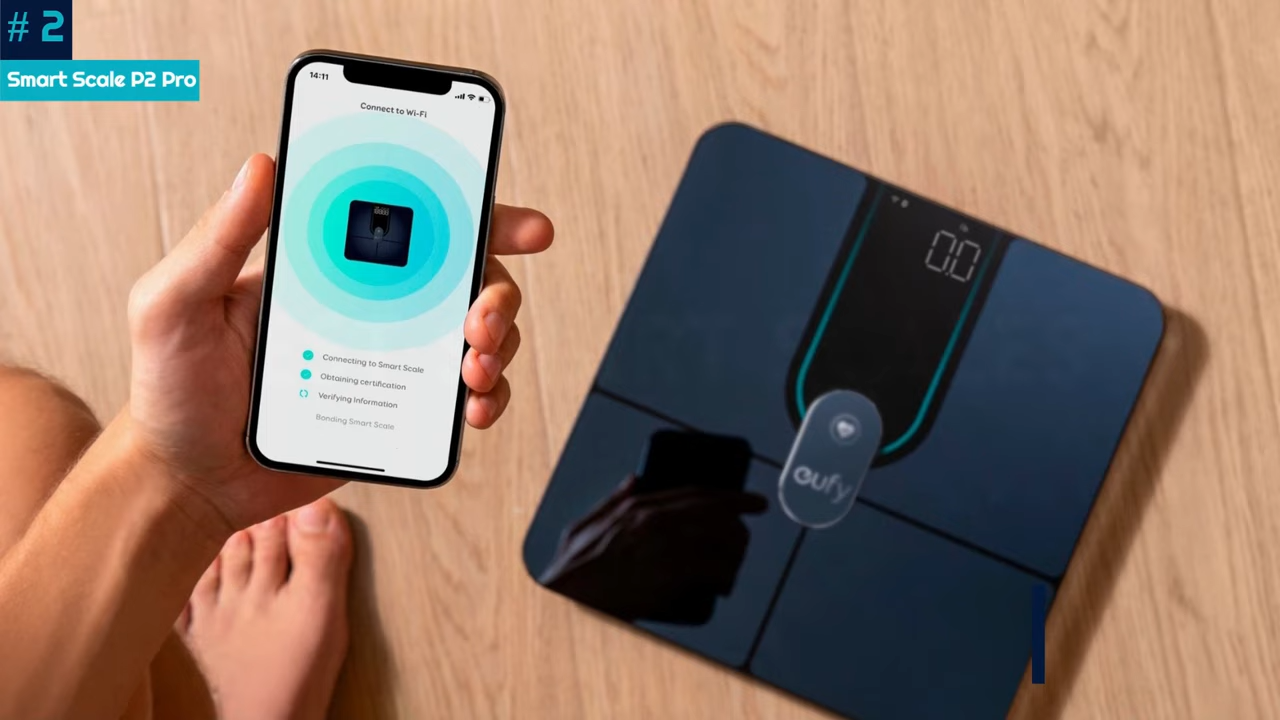 # 2
Smart Scale P2 Pro
14:11
Connect to Wi-Fi
Connecting to Smart Scale
Obtaining certification
Verifying Information
Bonding Smart Scale
0.0
eufy